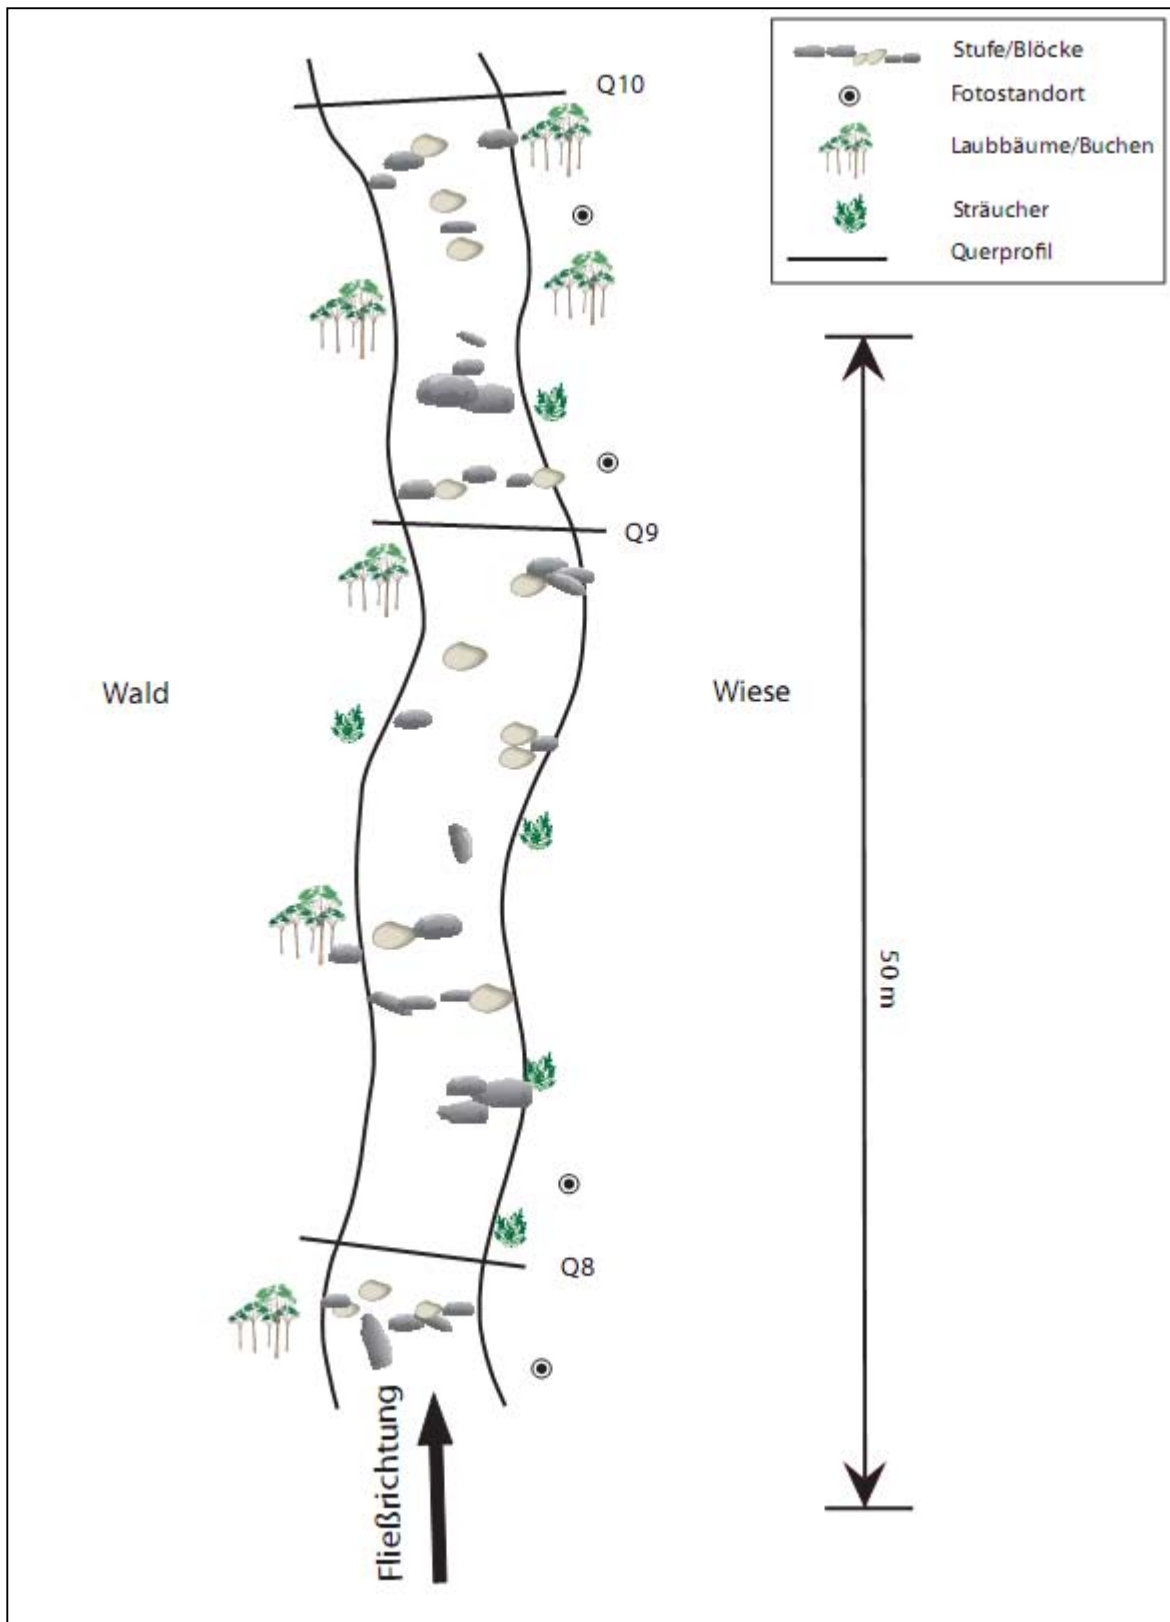 Q10
Stufe/Blöcke
Fotostandort
Laubbäume/Buchen
Sträucher
Querprofil
Q9
Wald
Wiese
50 m
Q8
Fließrichtung